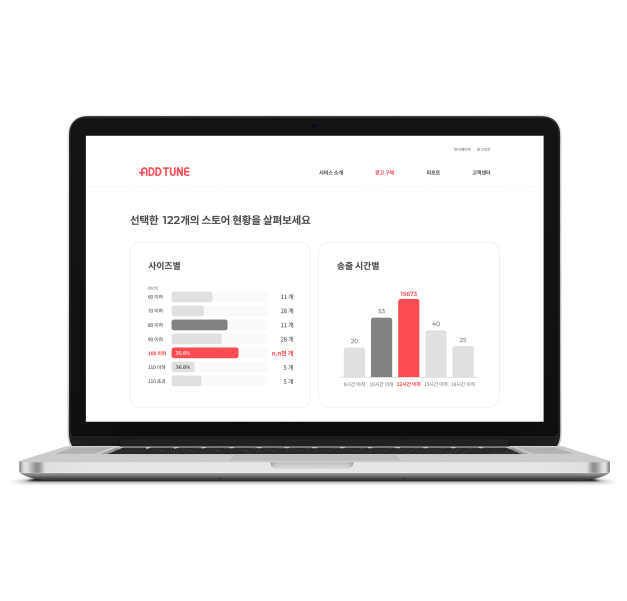 마이페이지 로그아웃
ADD TUNE
서비스 소개 광고 구매 리포트 고객센터
선택한 122개의 스토어 현황을 살펴보세요
사이즈별
(inch)
60 이하 11 개
70 이하 28 개
80 이하 11 개
90 이하 28 개
100 이하 36.8% n.n천 개
110 이하 36.8% 5 개
110 초과 5 개
송출 시간별
15673
53
40
20
25
8시간 이하 10시간 이하 12시간 이하 15시간 이하 18시간 이하